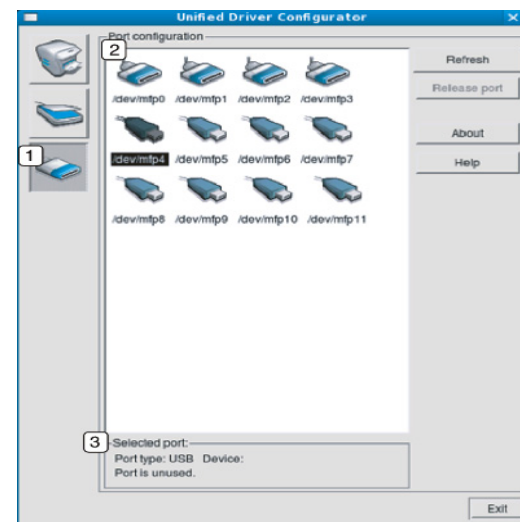 Unified Driver Configurator
Port configuration
2
/dev/mfp0 /dev/mfp1 /dev/mfp2 /dev/mfp3
1
/dev/mfp4 /dev/mfp5 /dev/mfp6 /dev/mfp7
/dev/mfp8 /dev/mfp9 /dev/mfp10 /dev/mfp11
Refresh
Release port
About
Help
3
Selected port:
Port type: USB Device:
Port is unused.
Exit